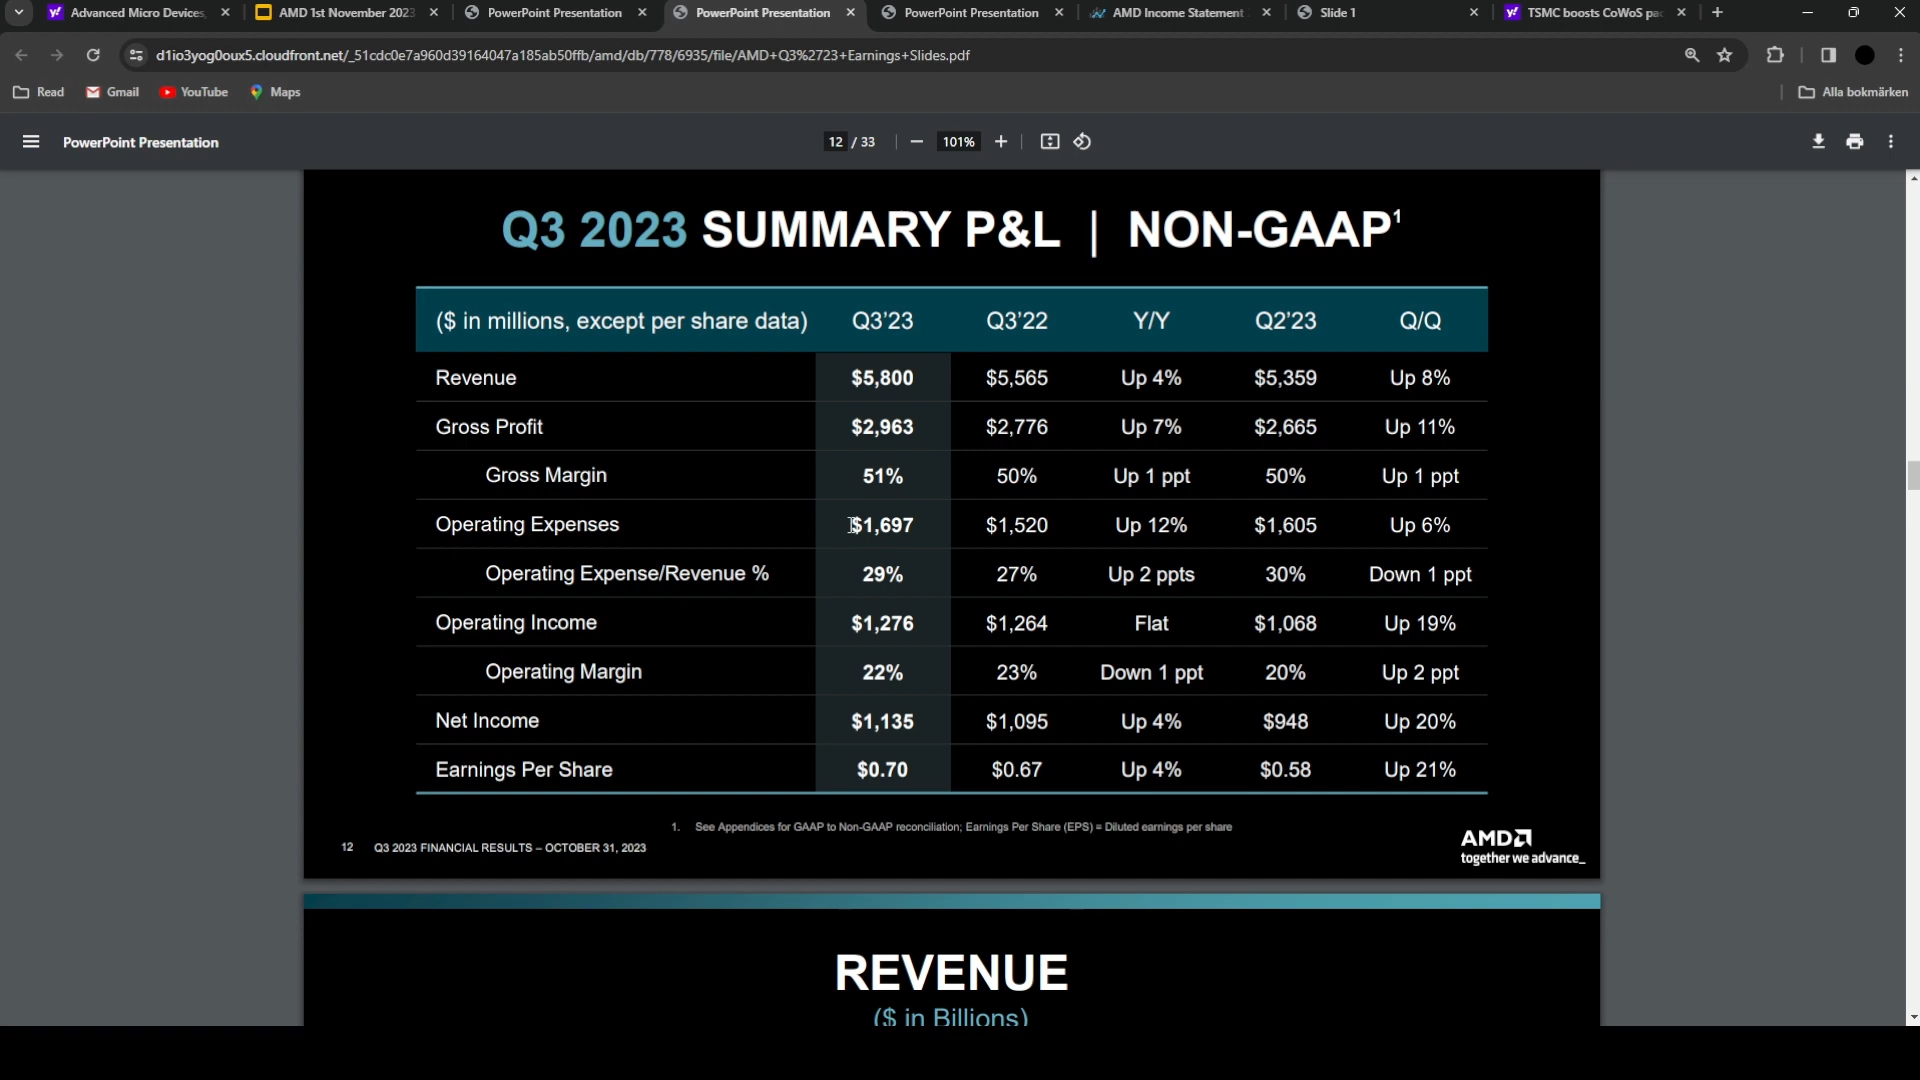 Advanced Micro Devices,
AMD 1st November 2023
PowerPoint Presentation
PowerPoint Presentation
PowerPoint Presentation
AMD Income Statement
Slide 1
TSMC boosts CoWoS pac
d1io3yog0oux5.cloudfront.net/_51cdc0e7a960d39164047a185ab50ffb/amd/db/778/6935/file/AMD+Q3%2723+Earnings+Slides.pdf
Read Gmail YouTube Maps Alla bokmärken
PowerPoint Presentation 12 / 33 101%
Q3 2023 SUMMARY P&L | NON-GAAP1
($ in millions, except per share data) Q3'23 Q3'22 Y/Y Q2'23 Q/Q
Revenue $5,800 $5,565 Up 4% $5,359 Up 8%
Gross Profit $2,963 $2,776 Up 7% $2,665 Up 11%
Gross Margin 51% 50% Up 1 ppt 50% Up 1 ppt
Operating Expenses $1,697 $1,520 Up 12% $1,605 Up 6%
Operating Expense/Revenue % 29% 27% Up 2 ppts 30% Down 1 ppt
Operating Income $1,276 $1,264 Flat $1,068 Up 19%
Operating Margin 22% 23% Down 1 ppt 20% Up 2 ppt
Net Income $1,135 $1,095 Up 4% $948 Up 20%
Earnings Per Share $0.70 $0.67 Up 4% $0.58 Up 21%
1. See Appendices for GAAP to Non-GAAP reconciliation; Earnings Per Share (EPS) = Diluted earnings per share
12 Q3 2023 FINANCIAL RESULTS – OCTOBER 31, 2023
AMD
together we advance_
REVENUE
($ in Billions)